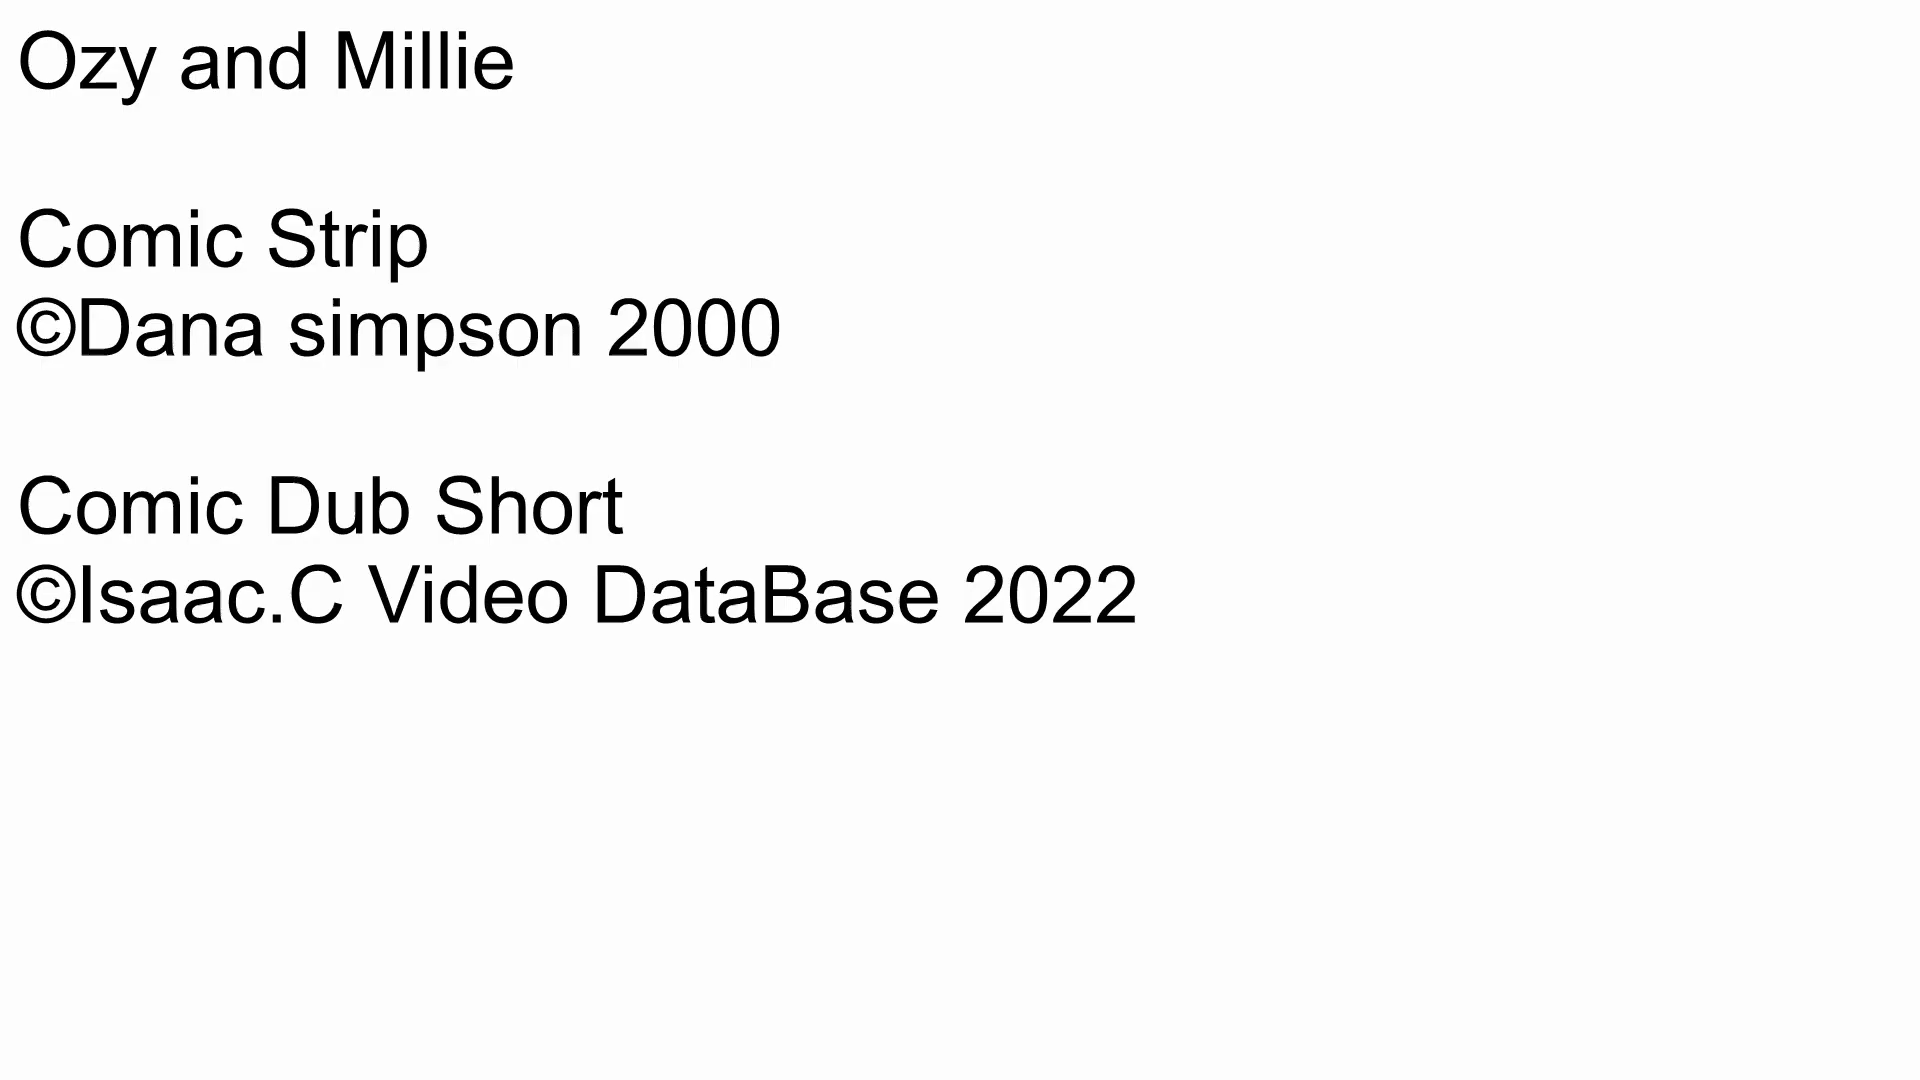 Ozy and Millie
Comic Strip
©Dana simpson 2000
Comic Dub Short
©Isaac.C Video DataBase 2022